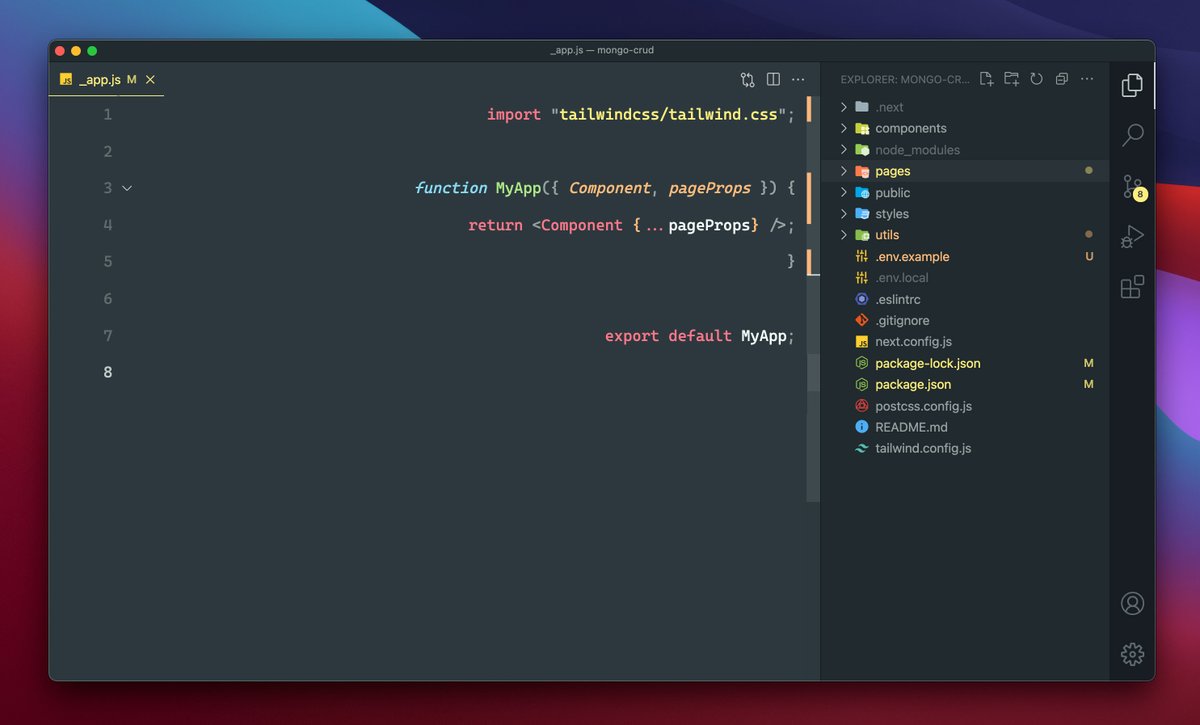 _app.js — mongo-crud
JS _app.js M
1 import "tailwindcss/tailwind.css";
2
3 function MyApp({ Component, pageProps }) {
4 return <Component {...pageProps} />;
5 }
6
7 export default MyApp;
8
EXPLORER: MONGO-CR...
.next
components
node_modules
pages
public
styles
utils
.env.example U
.env.local
.eslintrc
.gitignore
JS next.config.js
package-lock.json M
package.json M
postcss.config.js
README.md
tailwind.config.js
8